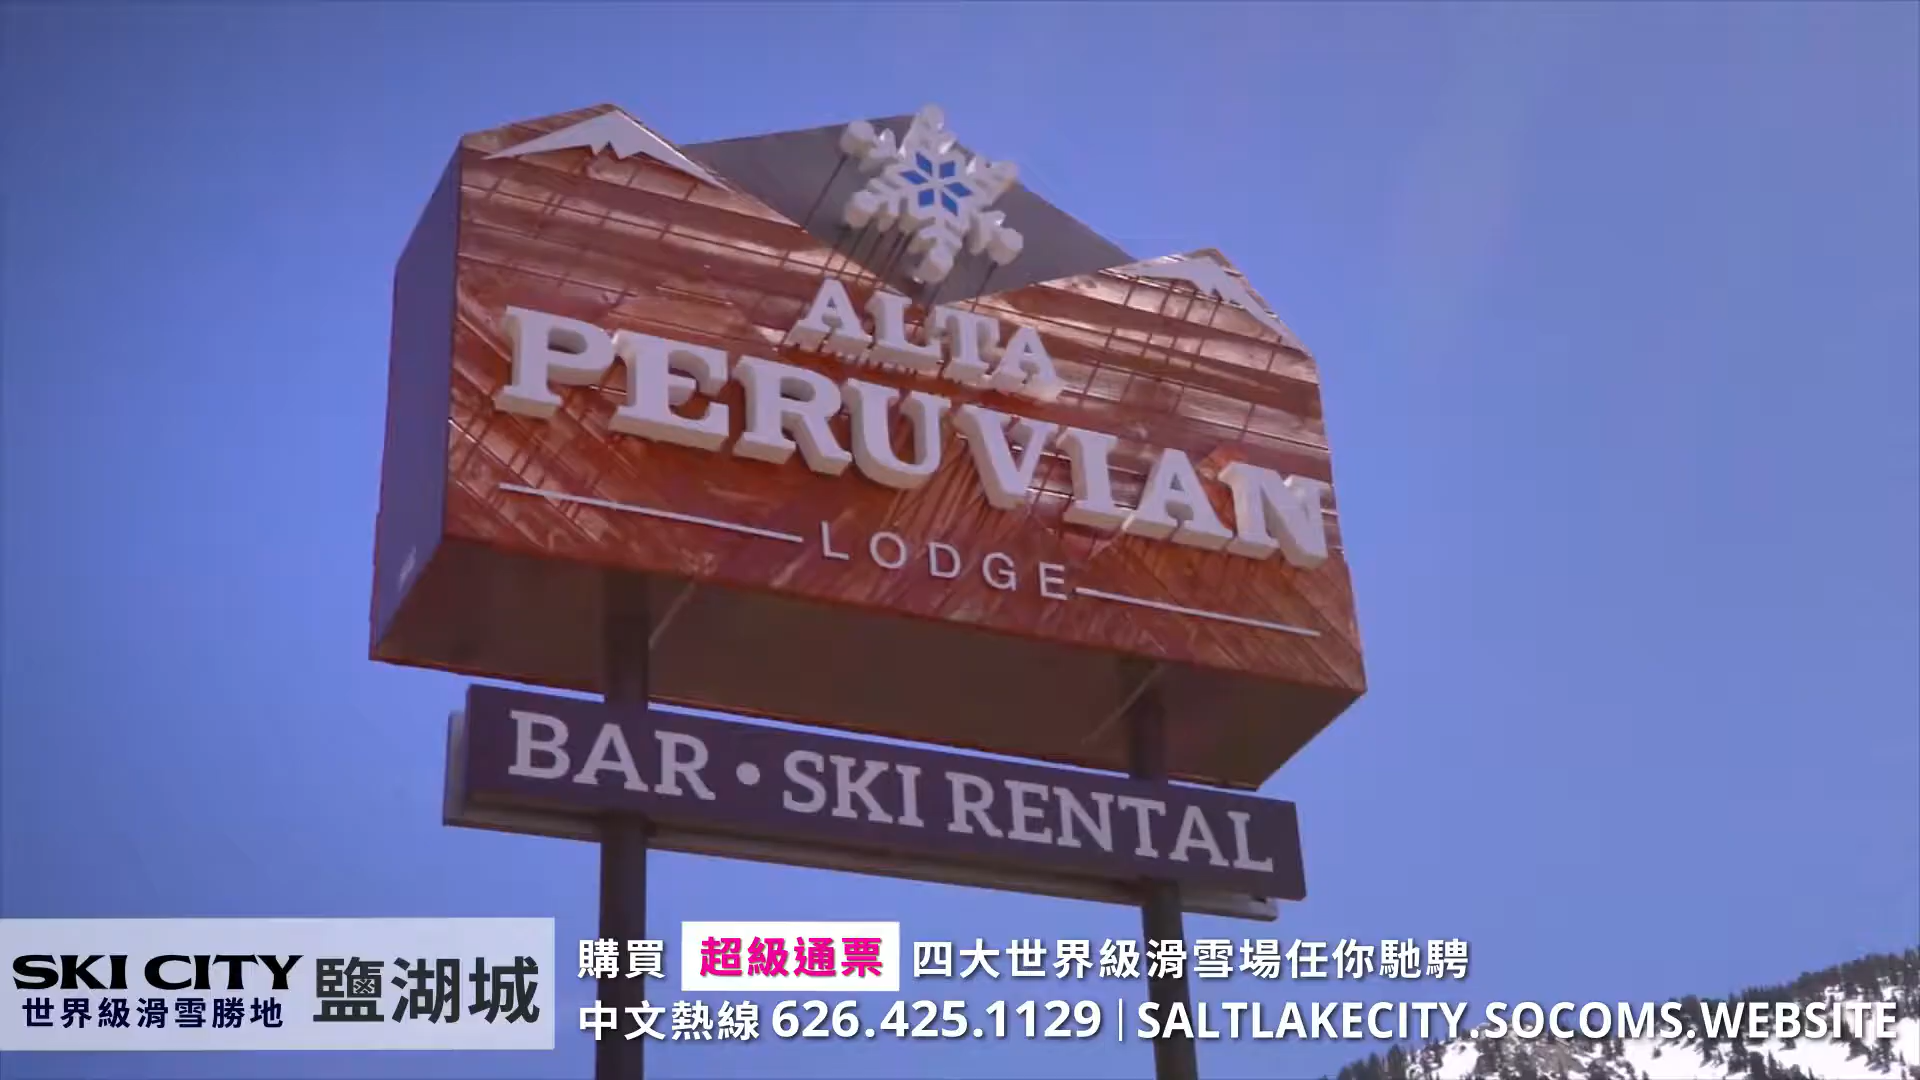 ALTA
PERUVIAN
LODGE
BAR • SKI RENTAL
SKI CITY
世界級滑雪勝地
鹽湖城
購買 超級通票 四大世界級滑雪場任你馳騁
中文熱線 626.425.1129 | SALTLAKECITY.SOCOMS.WEBSITE